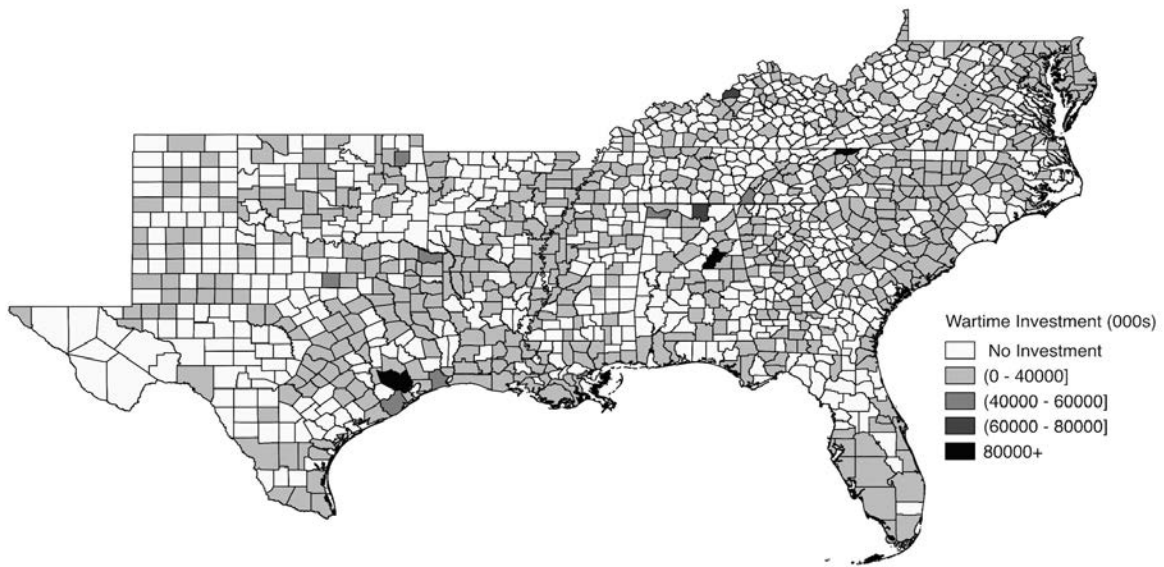 Wartime Investment (000s)
No Investment
(0 - 40000]
(40000 - 60000]
(60000 - 80000]
80000+